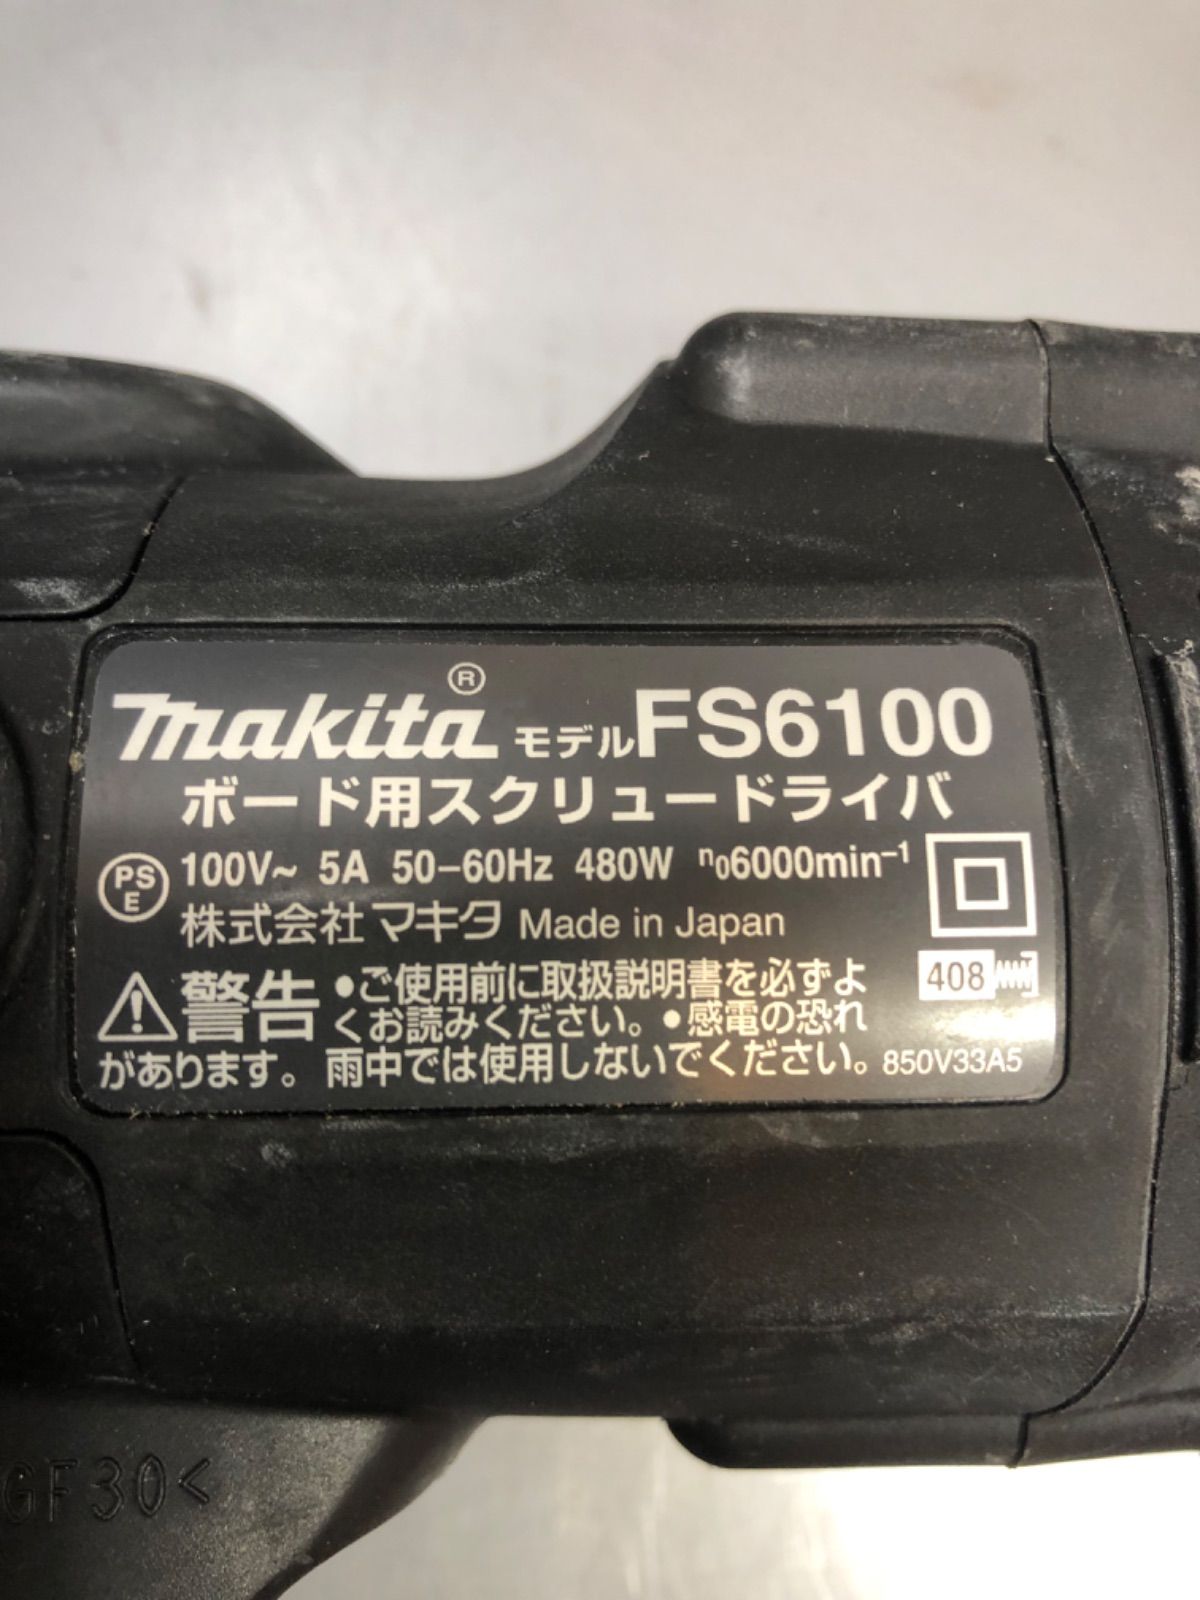 makita® モデルFS6100
ボード用スクリュードライバ
PSE 100V~ 5A 50-60Hz 480W n₀6000min⁻¹
株式会社マキタ Made in Japan
408
警告 •ご使用前に取扱説明書を必ずよ
くお読みください。•感電の恐れ
があります。雨中では使用しないでください。 850V33A5
GF30<